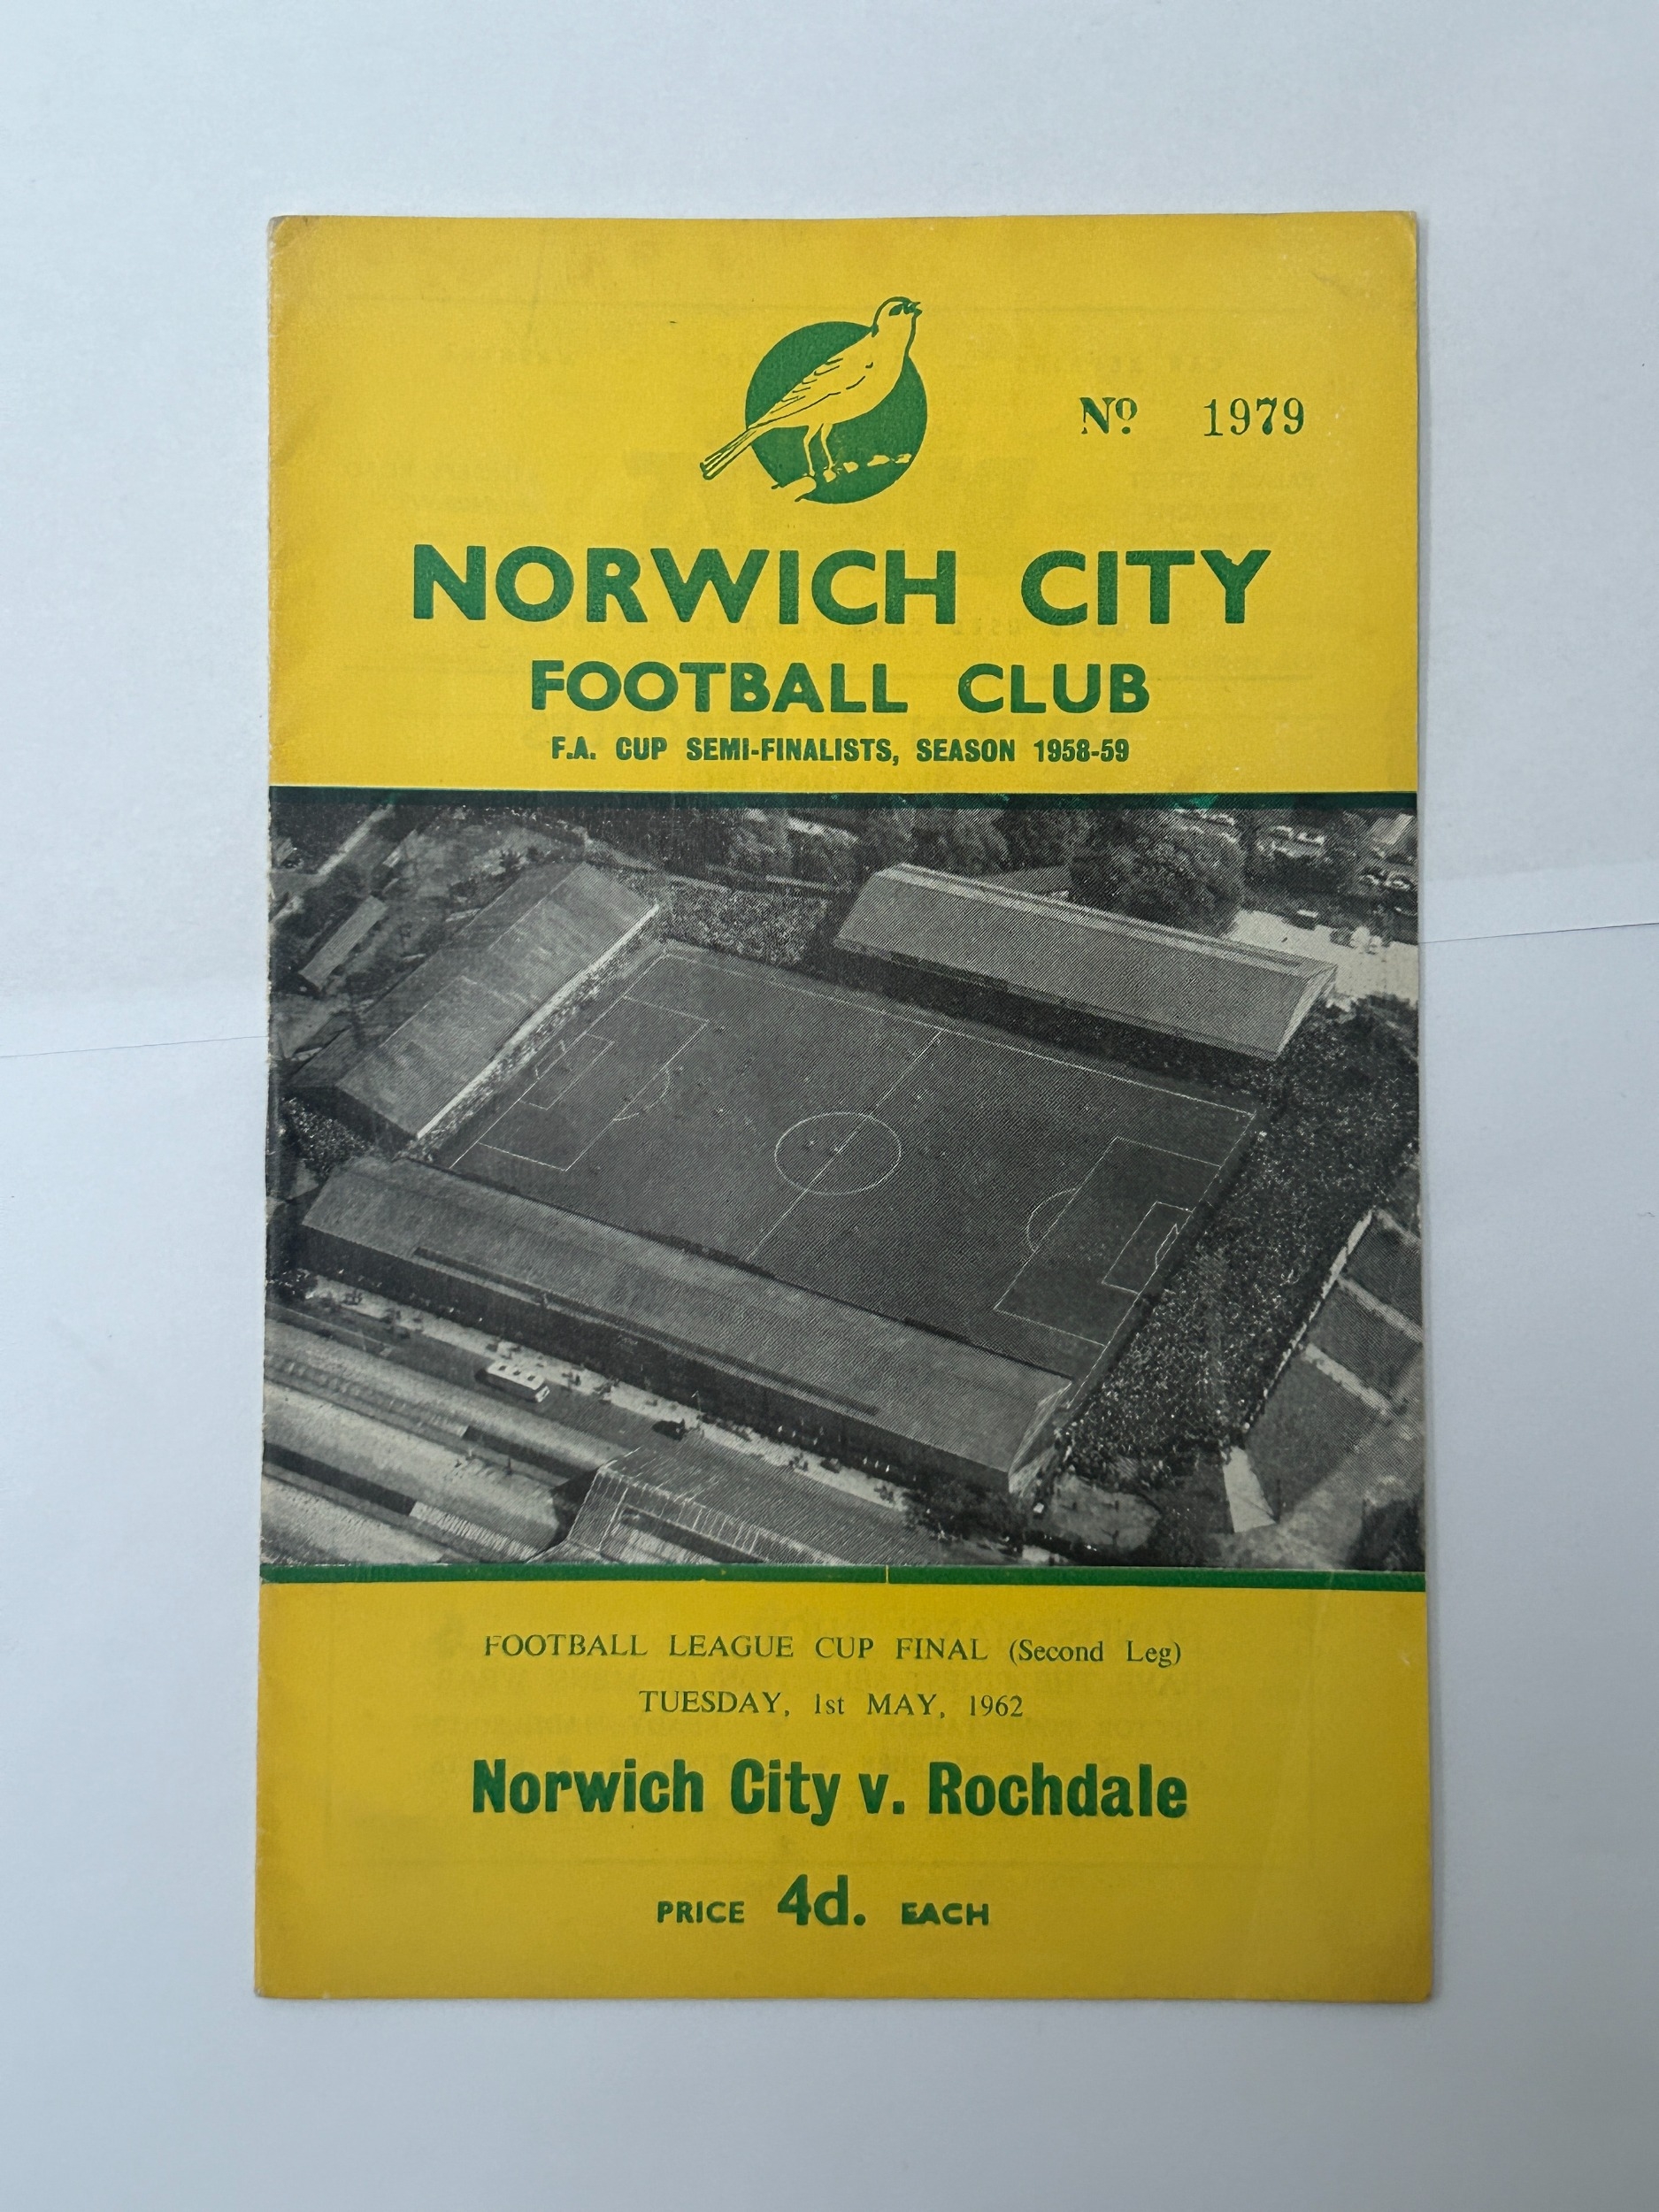 Nº 1979
NORWICH CITY
FOOTBALL CLUB
F.A. CUP SEMI-FINALISTS, SEASON 1958-59
FOOTBALL LEAGUE CUP FINAL (Second Leg)
TUESDAY, 1st MAY, 1962
Norwich City v. Rochdale
PRICE 4d. EACH